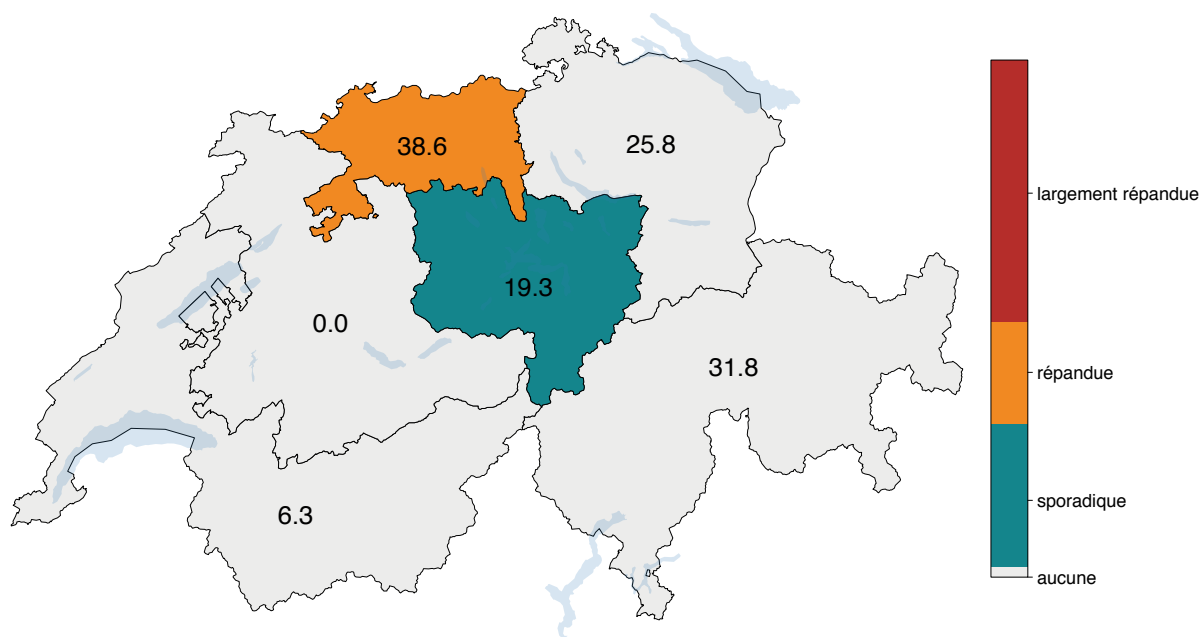 38.6
25.8
largement répandue
19.3
0.0
31.8
répandue
6.3
sporadique
aucune